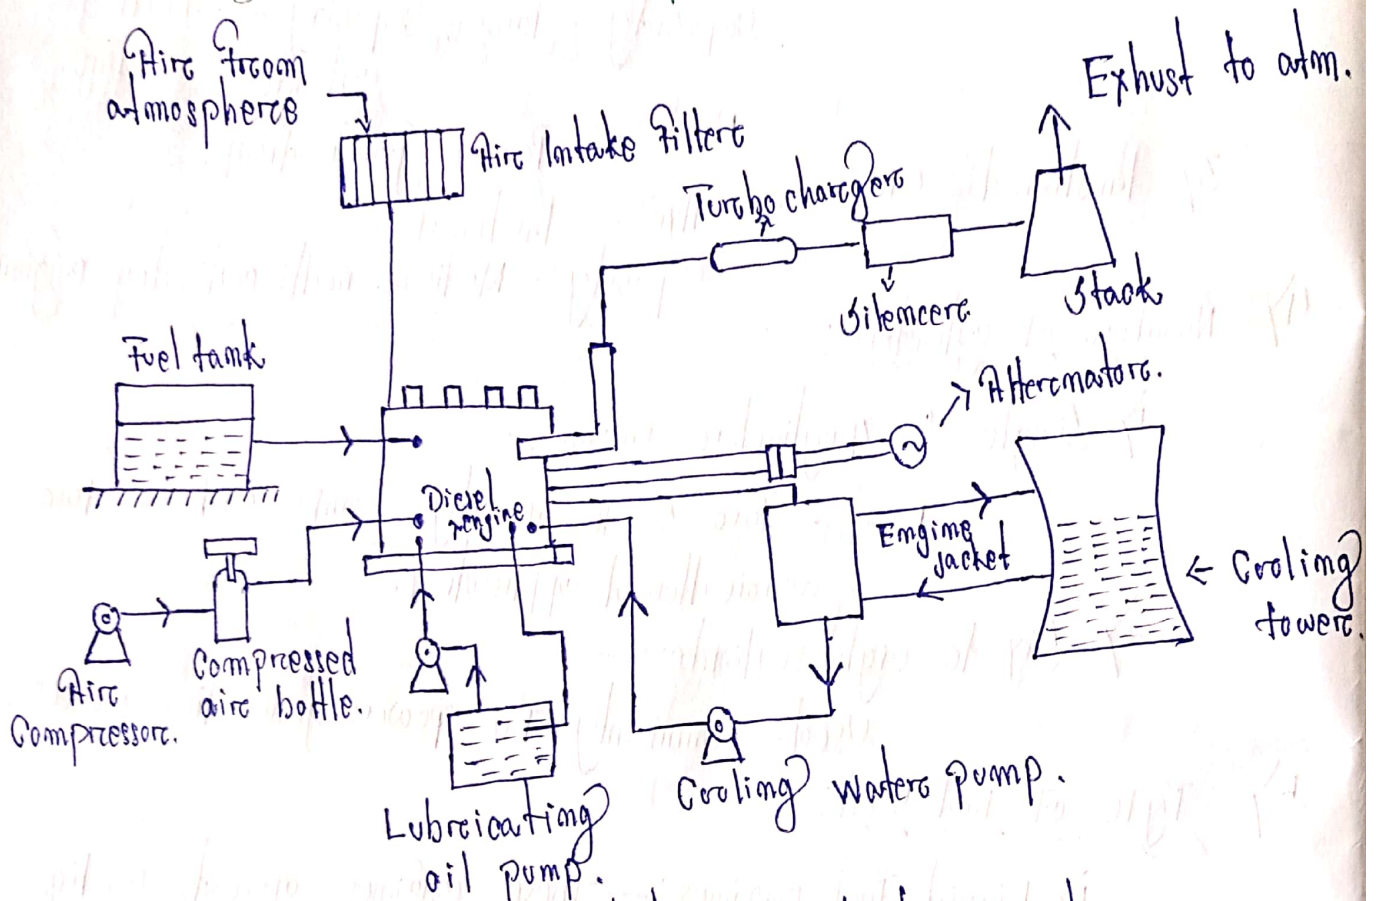 Air from
atmosphere
Air Intake Filter
Turbo charger
Exhust to atm.
Silencer
Stack
Fuel tank
Alternator.
Diesel
engine
Engine
jacket
← Cooling
tower.
Compressed
air bottle.
Air
Compressor.
Cooling water pump.
Lubricating
oil pump.